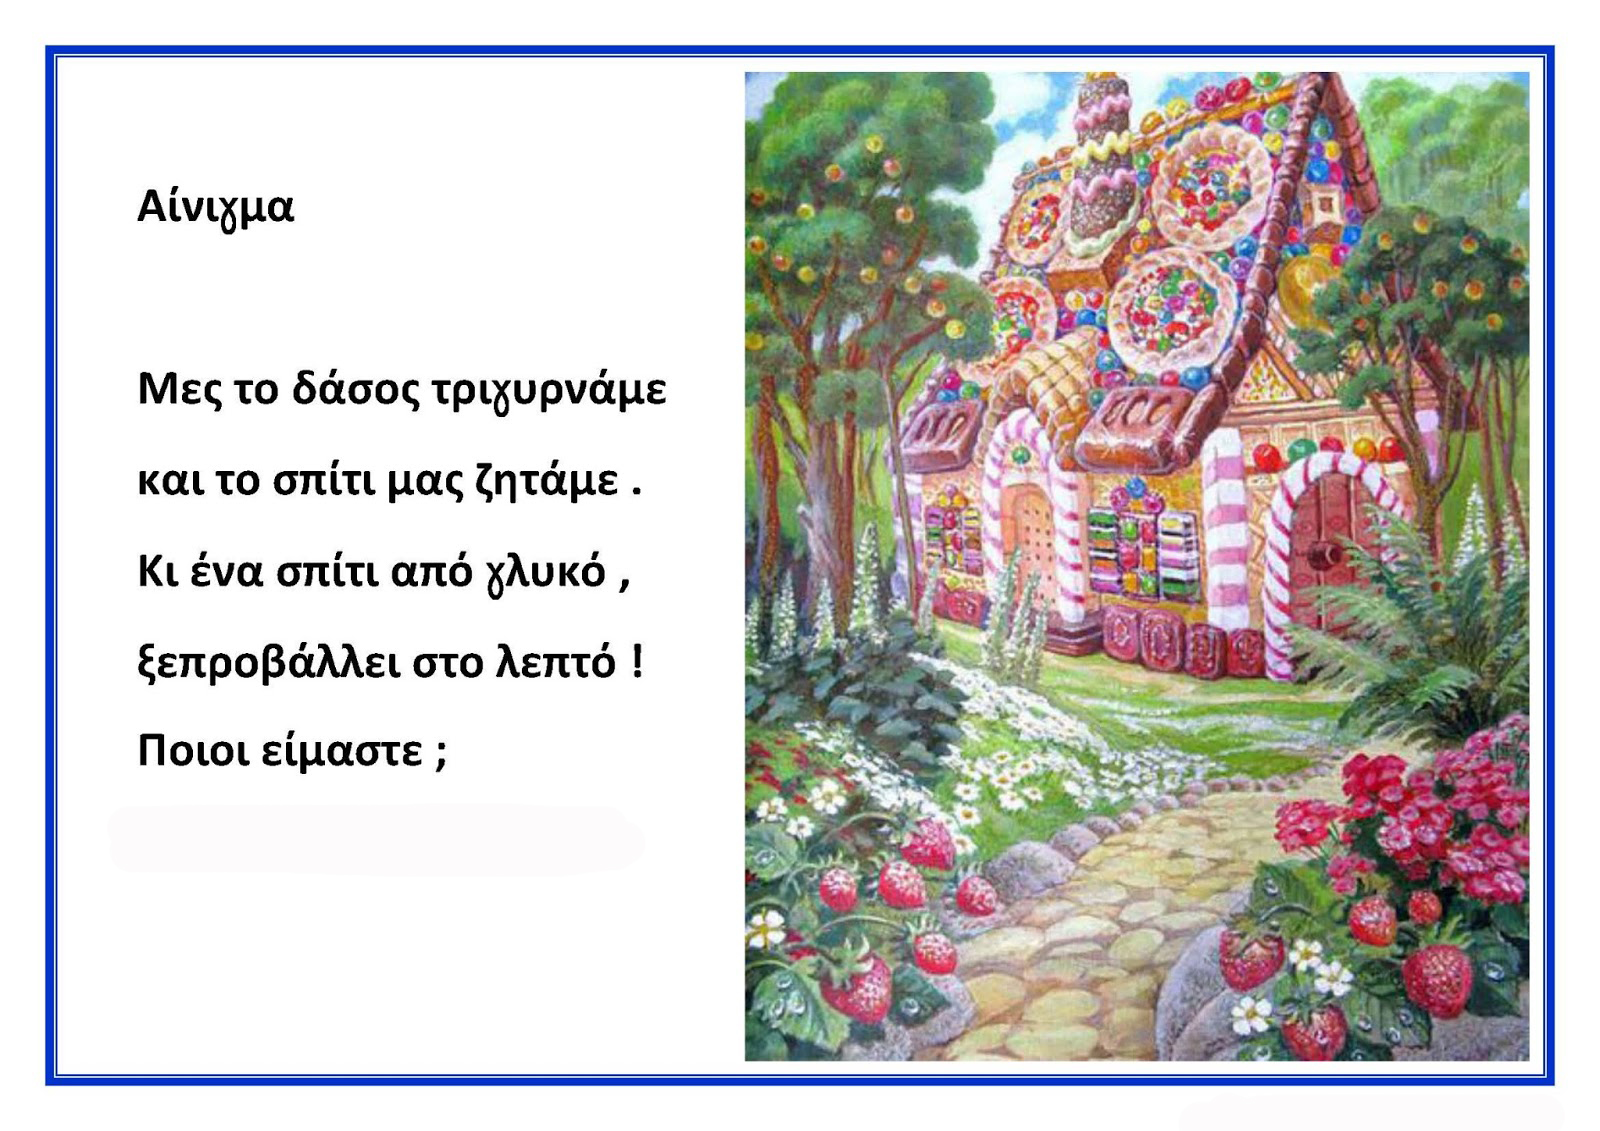 Αίνιγμα
Μες το δάσος τριγυρνάμε
και το σπίτι μας ζητάμε .
Κι ένα σπίτι από γλυκό ,
ξεπροβάλλει στο λεπτό !
Ποιοι είμαστε ;